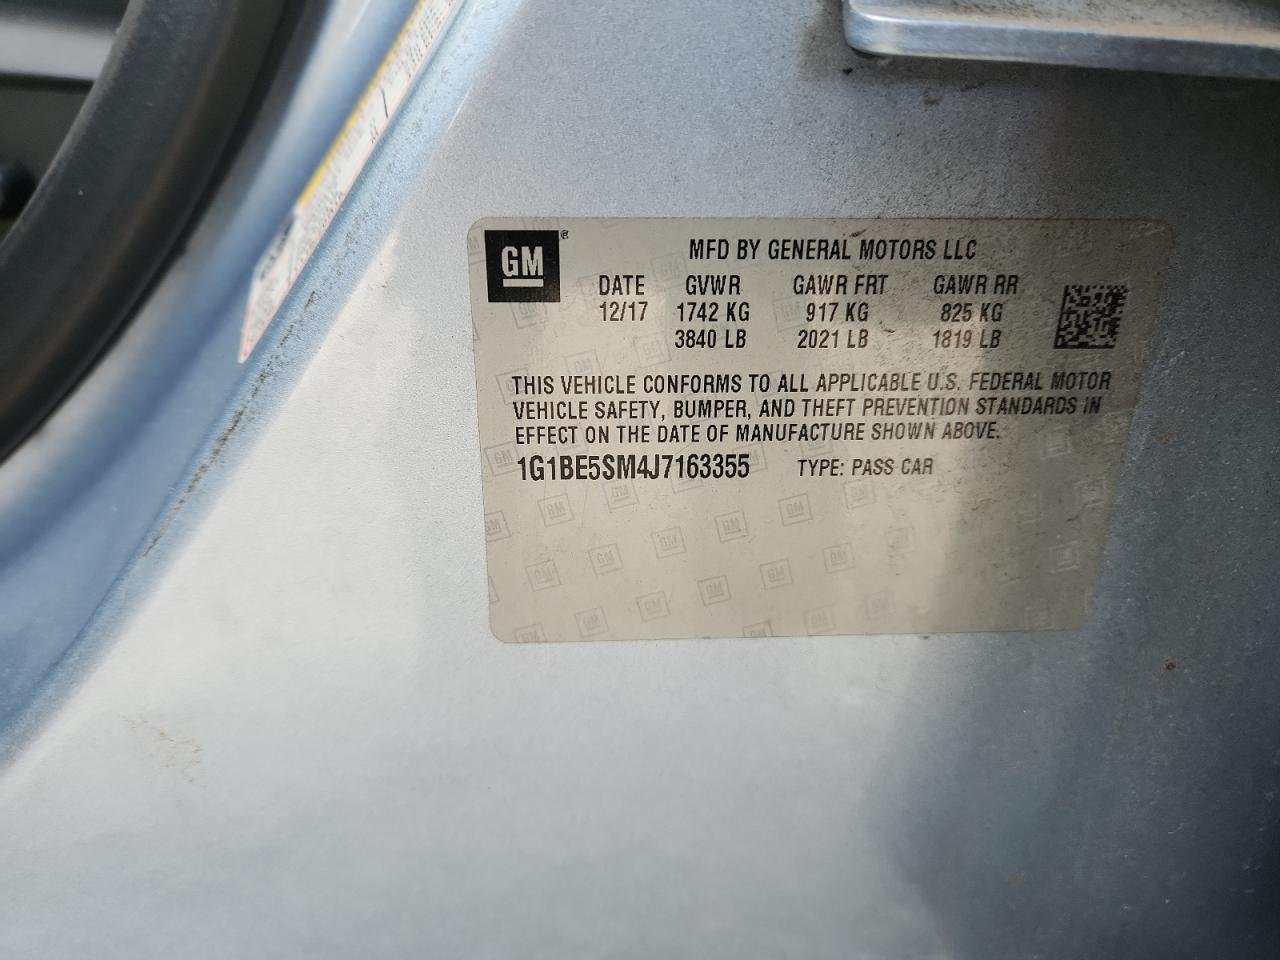 GM ®
MFD BY GENERAL MOTORS LLC
DATE GVWR GAWR FRT GAWR RR
12/17 1742 KG 917 KG 825 KG
3840 LB 2021 LB 1819 LB
THIS VEHICLE CONFORMS TO ALL APPLICABLE U.S. FEDERAL MOTOR
VEHICLE SAFETY, BUMPER, AND THEFT PREVENTION STANDARDS IN
EFFECT ON THE DATE OF MANUFACTURE SHOWN ABOVE.
1G1BE5SM4J7163355 TYPE: PASS CAR